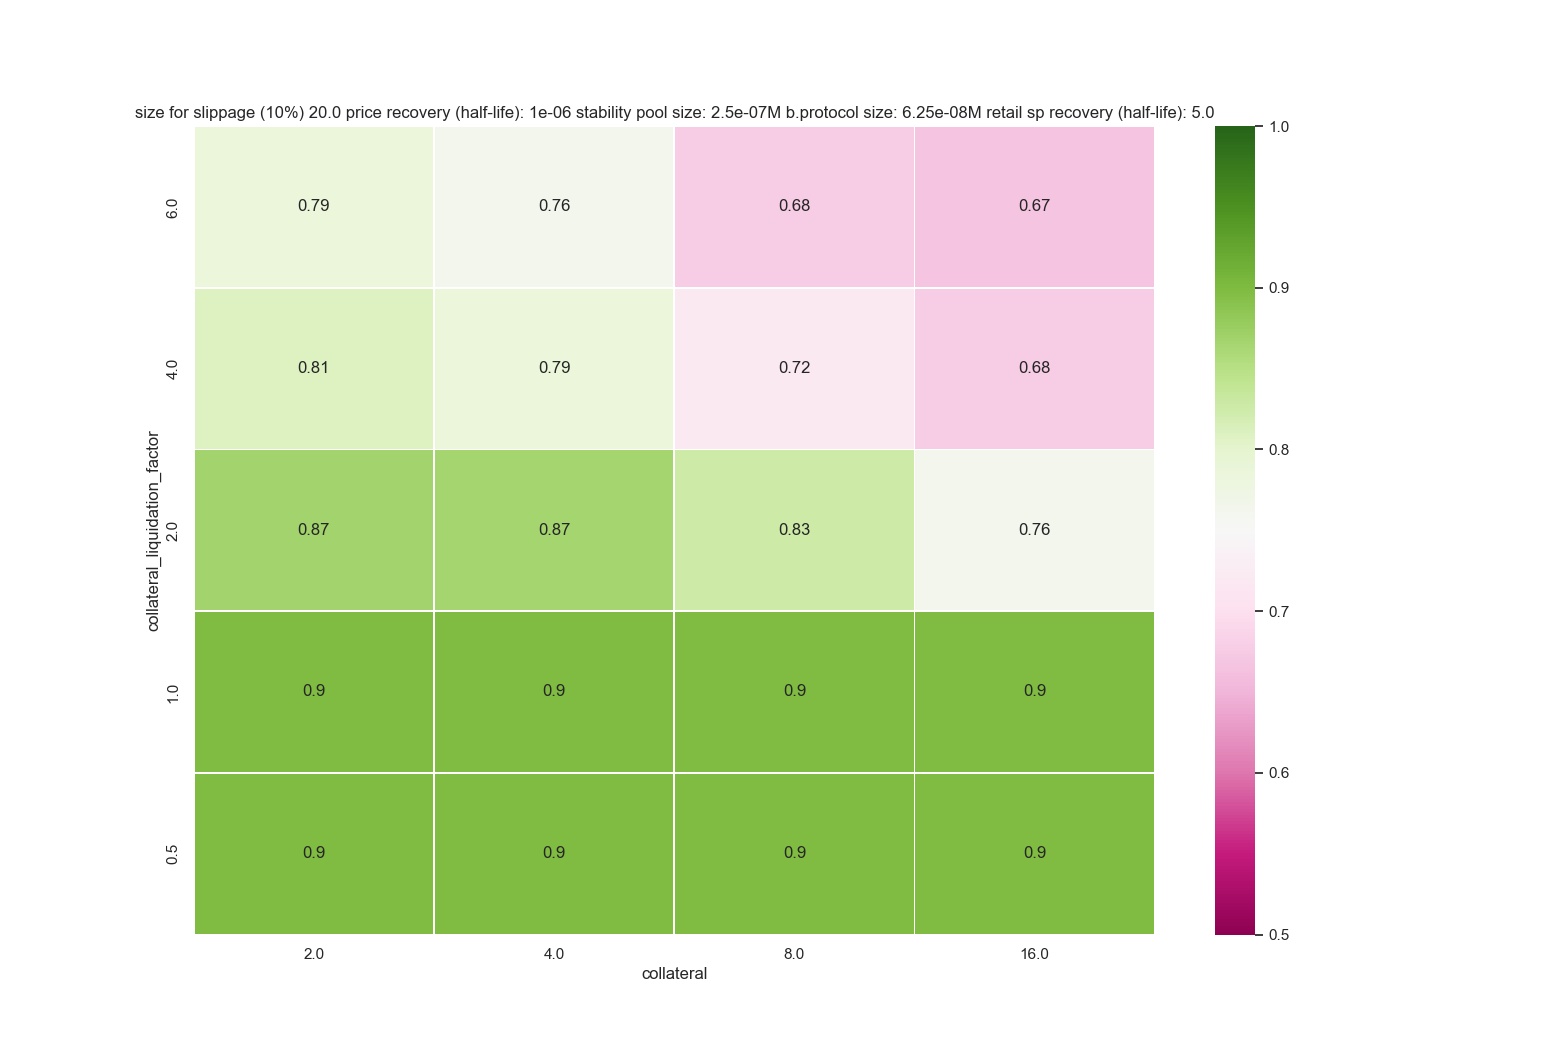 size for slippage (10%) 20.0 price recovery (half-life): 1e-06 stability pool size: 2.5e-07M b.protocol size: 6.25e-08M retail sp recovery (half-life): 5.0
collateral_liquidation_factor
6.0 0.79 0.76 0.68 0.67
4.0 0.81 0.79 0.72 0.68
2.0 0.87 0.87 0.83 0.76
1.0 0.9 0.9 0.9 0.9
0.5 0.9 0.9 0.9 0.9
2.0 4.0 8.0 16.0
collateral
1.0
0.9
0.8
0.7
0.6
0.5